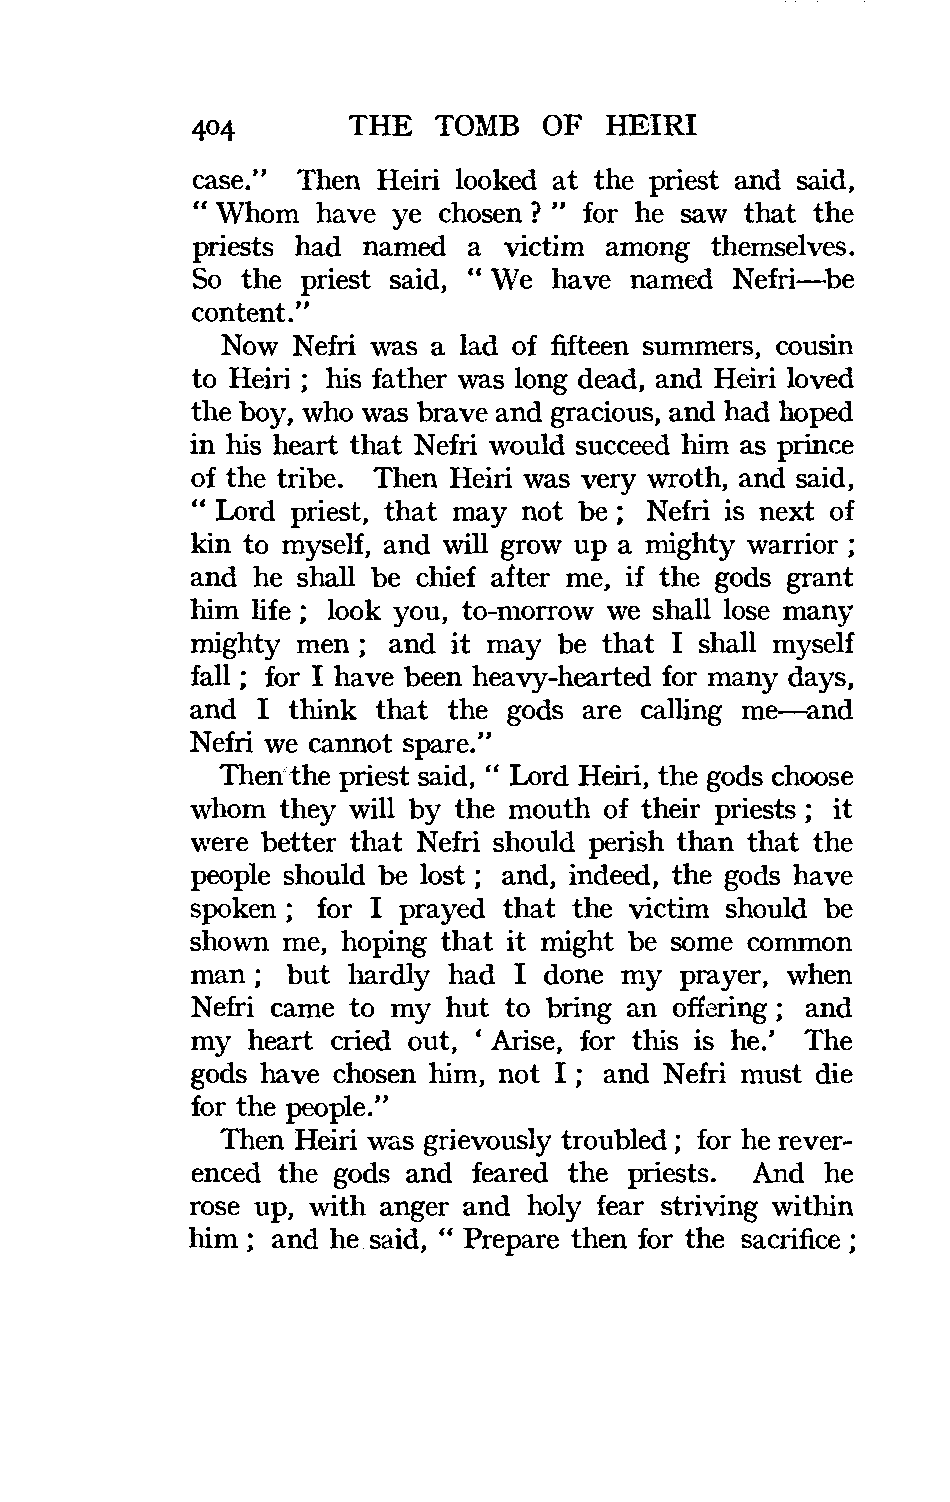 404 THE TOMB OF HEIRI
case.” Then Heiri looked at the priest and said,
“ Whom have ye chosen ? ” for he saw that the
priests had named a victim among themselves.
So the priest said, “ We have named Nefri—be
content.”
Now Nefri was a lad of fifteen summers, cousin
to Heiri ; his father was long dead, and Heiri loved
the boy, who was brave and gracious, and had hoped
in his heart that Nefri would succeed him as prince
of the tribe. Then Heiri was very wroth, and said,
“ Lord priest, that may not be ; Nefri is next of
kin to myself, and will grow up a mighty warrior ;
and he shall be chief after me, if the gods grant
him life ; look you, to-morrow we shall lose many
mighty men ; and it may be that I shall myself
fall ; for I have been heavy-hearted for many days,
and I think that the gods are calling me—and
Nefri we cannot spare.”
Then the priest said, “ Lord Heiri, the gods choose
whom they will by the mouth of their priests ; it
were better that Nefri should perish than that the
people should be lost ; and, indeed, the gods have
spoken ; for I prayed that the victim should be
shown me, hoping that it might be some common
man ; but hardly had I done my prayer, when
Nefri came to my hut to bring an offering ; and
my heart cried out, ‘ Arise, for this is he.’ The
gods have chosen him, not I ; and Nefri must die
for the people.”
Then Heiri was grievously troubled ; for he rever-
enced the gods and feared the priests. And he
rose up, with anger and holy fear striving within
him ; and he said, “ Prepare then for the sacrifice ;